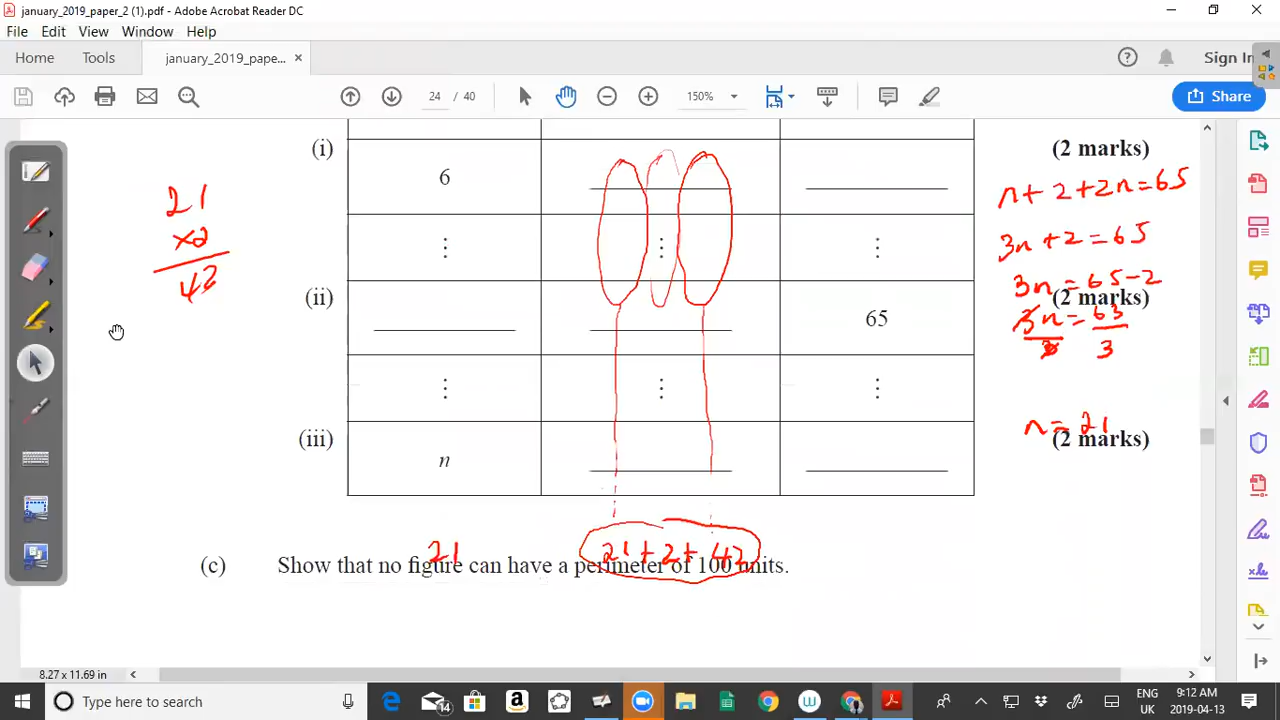 january_2019_paper_2 (1).pdf - Adobe Acrobat Reader DC
File Edit View Window Help
Home Tools january_2019_pape... × Sign In
24 / 40 150% Share
(i) 6 (2 marks)
n+2+2n=65
21
×2
42
3n+2=65
3n=65-2
(ii) 65 (2 marks)
3n=63
3 3
n=21
(iii) n (2 marks)
21 21+2+42
(c) Show that no figure can have a perimeter of 100 units.
8.27 x 11.69 in
Type here to search
14
ENG 9:12 AM
UK 2019-04-13